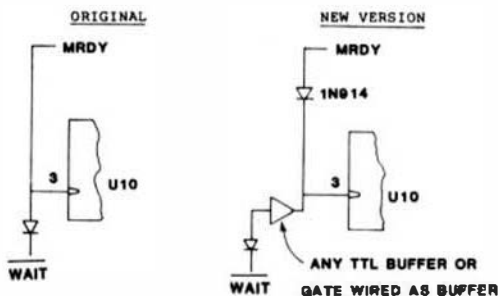 ORIGINAL
MRDY
3
U10
WAIT
NEW VERSION
MRDY
1N914
3
U10
WAIT
ANY TTL BUFFER OR
GATE WIRED AS BUFFER